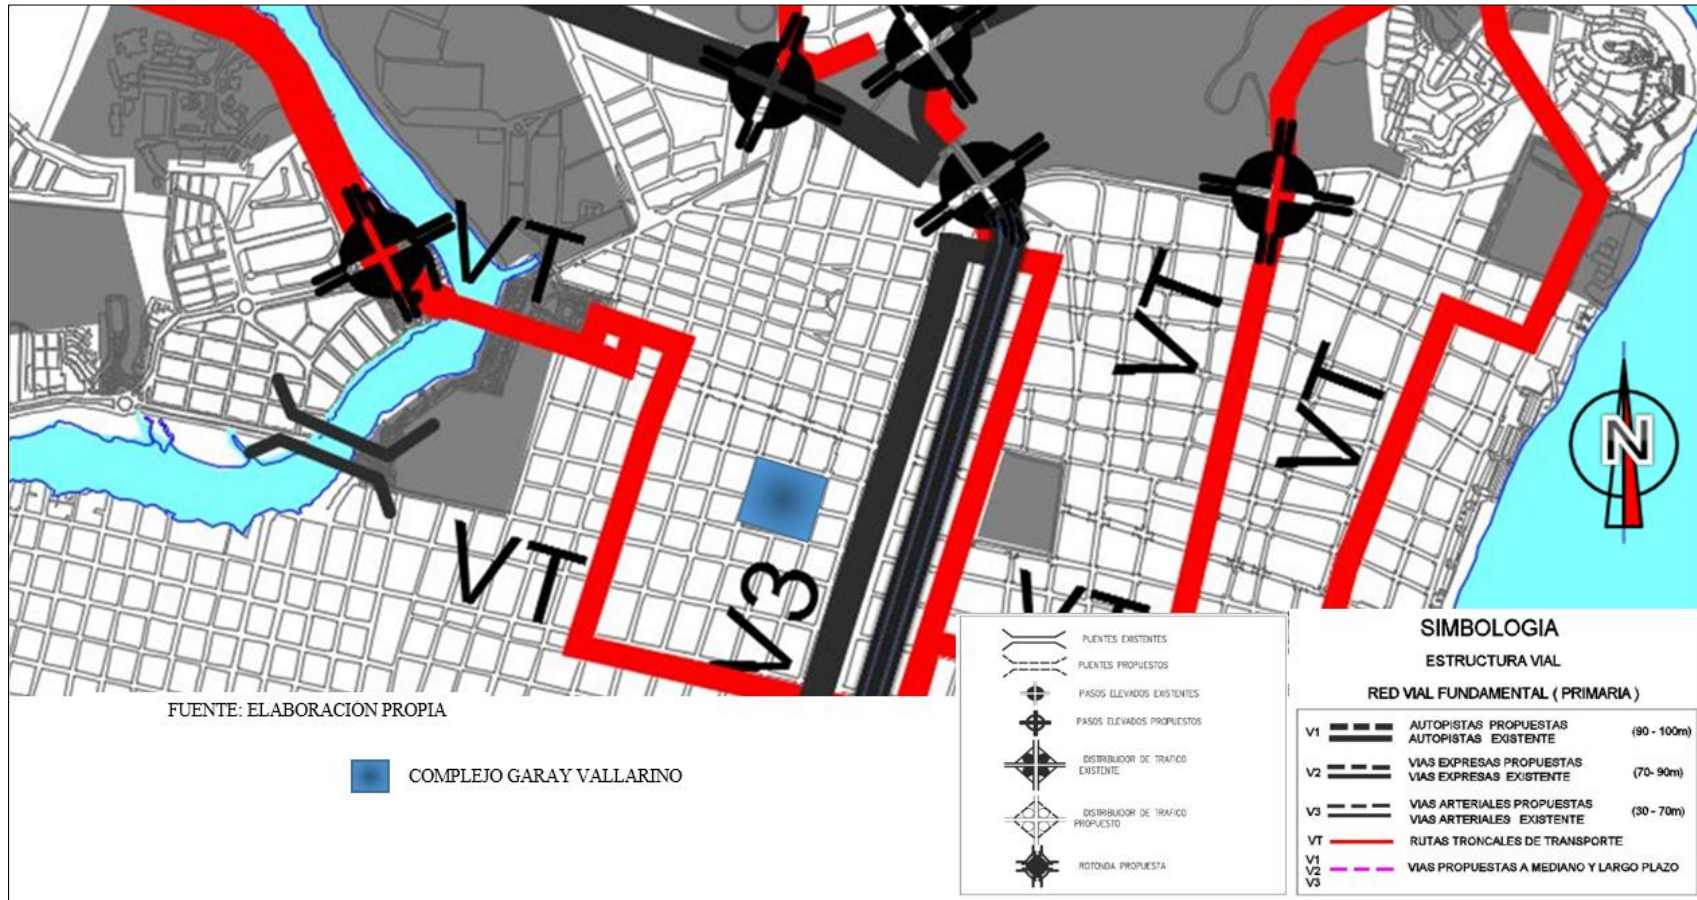 VT
VT
VT
VT
V3
VT
N
PUENTES EXISTENTES
PUENTES PROPUESTOS
PASOS ELEVADOS EXISTENTES
PASOS ELEVADOS PROPUESTOS
DISTRIBUIDOR DE TRAFICO
EXISTENTE
DISTRIBUIDOR DE TRAFICO
PROPUESTO
ROTONDA PROPUESTA
SIMBOLOGIA
ESTRUCTURA VIAL
RED VIAL FUNDAMENTAL ( PRIMARIA )
V1 AUTOPISTAS PROPUESTAS
AUTOPISTAS EXISTENTE (90 - 100m)
V2 VIAS EXPRESAS PROPUESTAS
VIAS EXPRESAS EXISTENTE (70- 90m)
V3 VIAS ARTERIALES PROPUESTAS
VIAS ARTERIALES EXISTENTE (30 - 70m)
VT RUTAS TRONCALES DE TRANSPORTE
V1
V2 VIAS PROPUESTAS A MEDIANO Y LARGO PLAZO
V3
FUENTE: ELABORACIÓN PROPIA
COMPLEJO GARAY VALLARINO